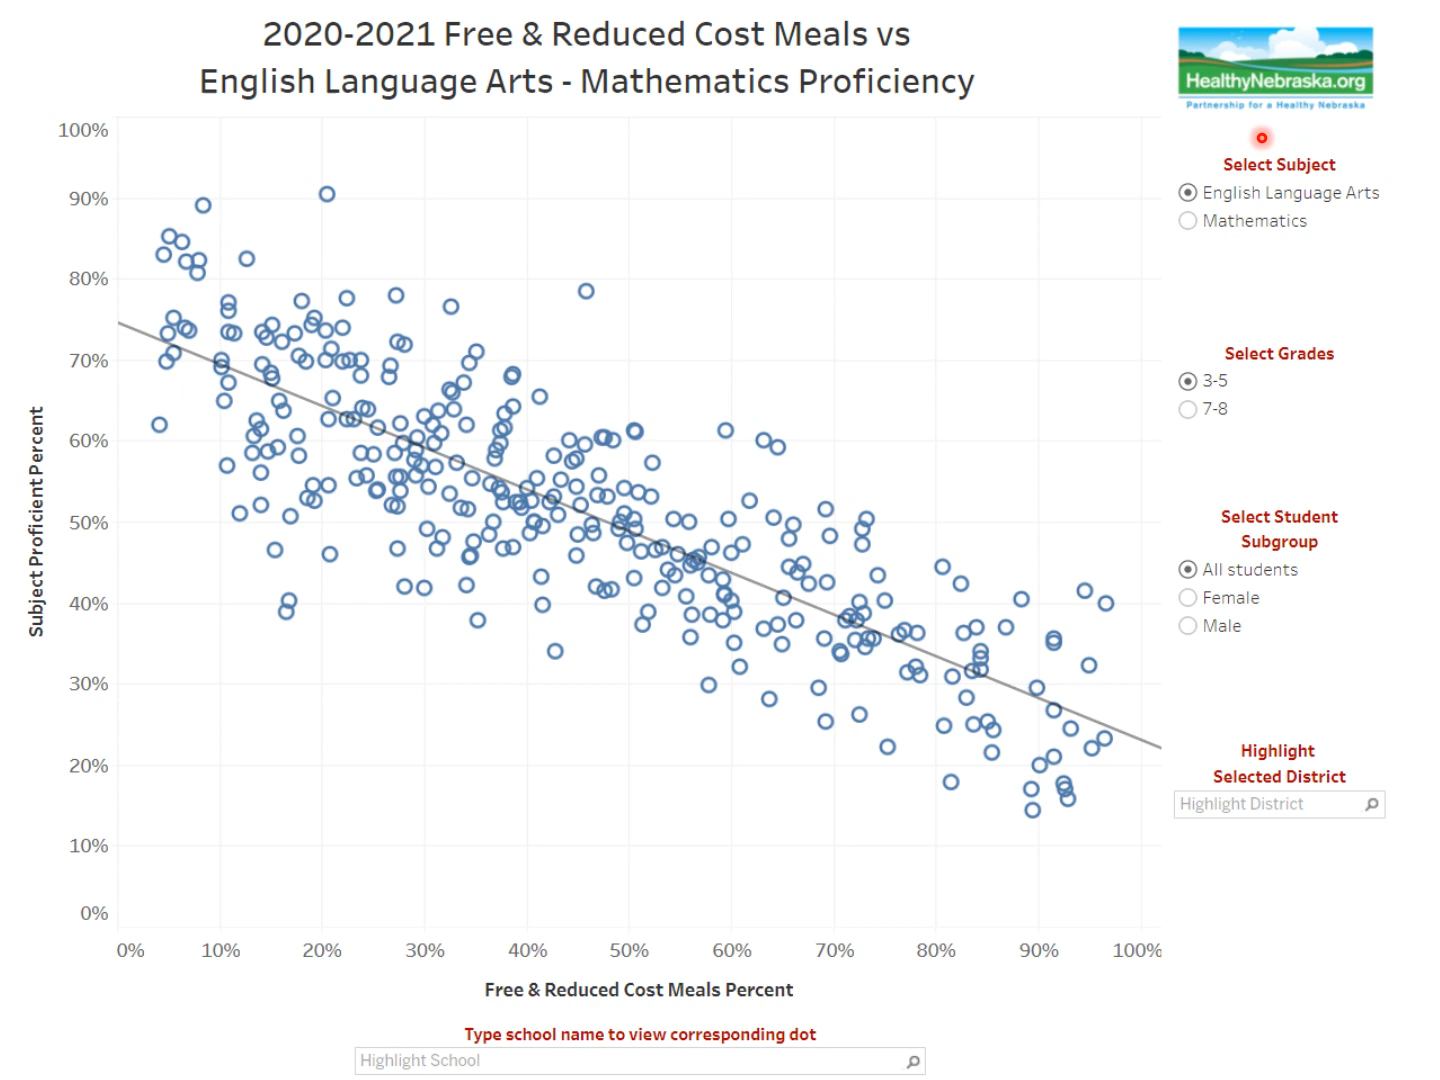 2020-2021 Free & Reduced Cost Meals vs
English Language Arts - Mathematics Proficiency
HealthyNebraska.org
Partnership for a Healthy Nebraska
Select Subject
English Language Arts
Mathematics
Select Grades
3-5
7-8
Select Student
Subgroup
All students
Female
Male
Highlight
Selected District
Highlight District
Subject Proficient Percent
100%
90%
80%
70%
60%
50%
40%
30%
20%
10%
0%
0% 10% 20% 30% 40% 50% 60% 70% 80% 90% 100%
Free & Reduced Cost Meals Percent
Type school name to view corresponding dot
Highlight School